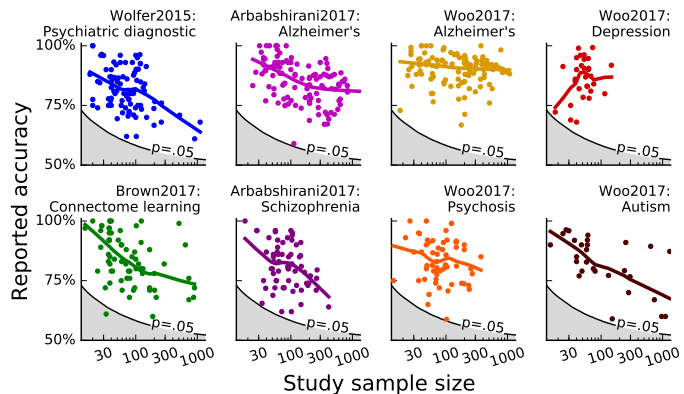 Wolfer2015:
Psychiatric diagnostic
Arbabshirani2017:
Alzheimer's
Woo2017:
Alzheimer's
Woo2017:
Depression
100%
75%
50%
p=.05
p=.05
p=.05
p=.05
Reported accuracy
Brown2017:
Connectome learning
Arbabshirani2017:
Schizophrenia
Woo2017:
Psychosis
Woo2017:
Autism
100%
75%
50%
p=.05
p=.05
p=.05
p=.05
30 100 1000
30 100 1000
30 100 1000
30 100 1000
Study sample size